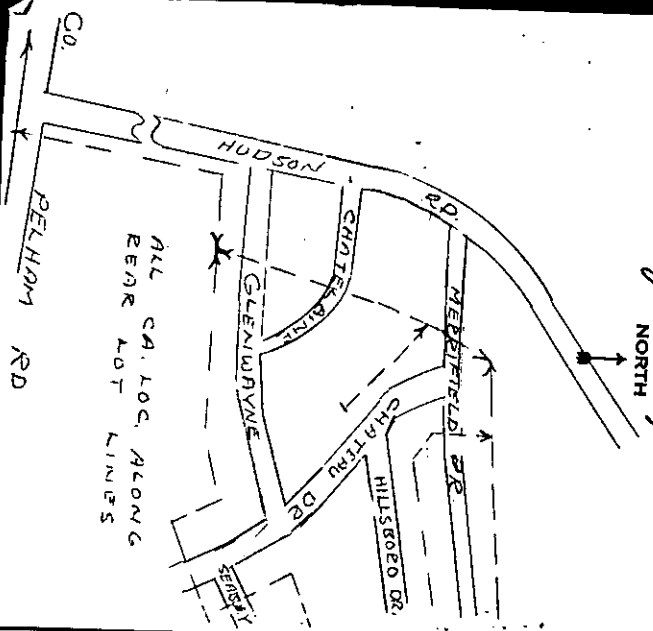 CO.
HUDSON
RD.
NORTH
CHATELAINE
MERRIFIELD DR.
PELHAM RD
ALL CA. LOC. ALONG
REAR LOT LINES
GLENWAYNE
CHATEAU DR
HILLSBORO DR.